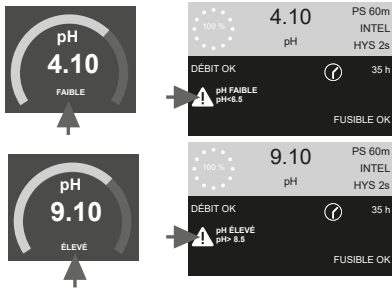 pH
4.10
FAIBLE
100 %
4.10
pH
PS 60m
INTEL
HYS 2s
DÉBIT OK
35 h
pH FAIBLE
pH<6.5
FUSIBLE OK
pH
9.10
ÉLEVÉ
100 %
9.10
pH
PS 60m
INTEL
HYS 2s
DÉBIT OK
35 h
pH ÉLEVÉ
pH> 8.5
FUSIBLE OK